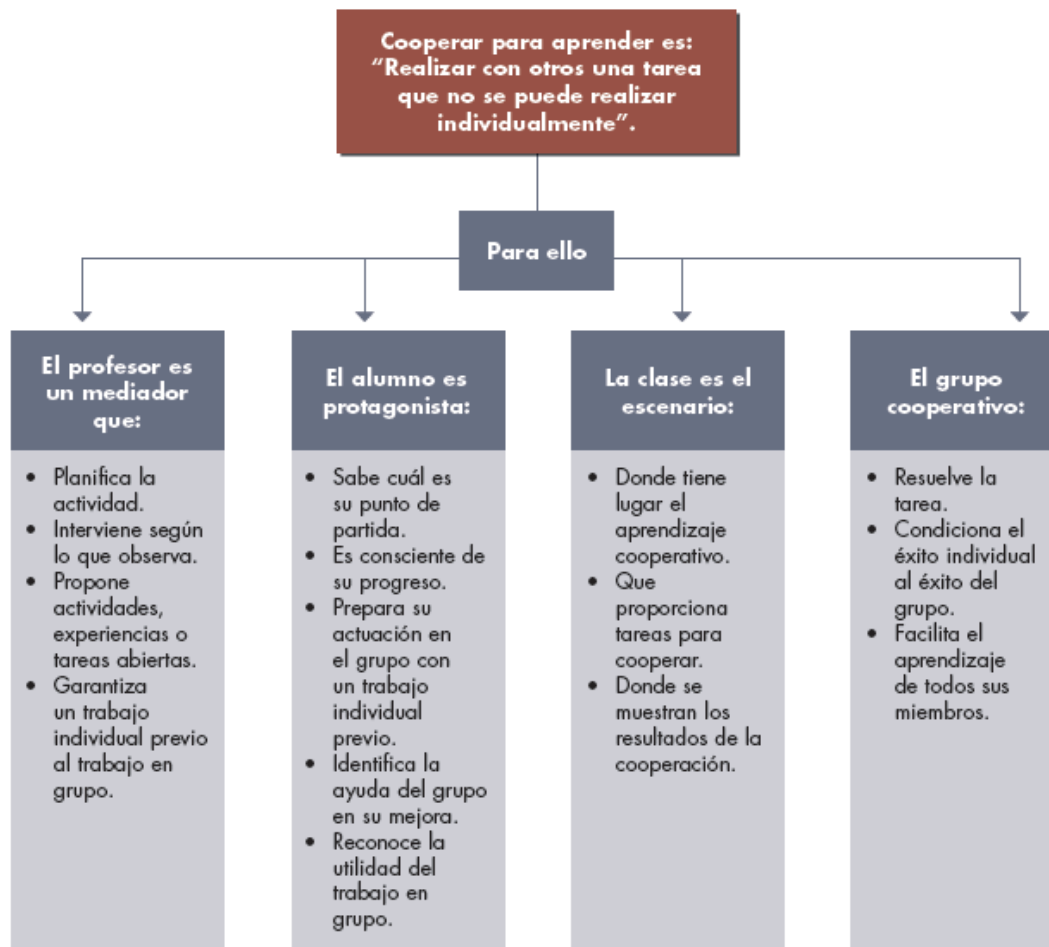 Cooperar para aprender es:
“Realizar con otros una tarea
que no se puede realizar
individualmente”.
Para ello
El profesor es
un mediador
que:
• Planifica la
actividad.
• Interviene según
lo que observa.
• Propone
actividades,
experiencias o
tareas abiertas.
• Garantiza
un trabajo
individual previo
al trabajo en
grupo.
El alumno es
protagonista:
• Sabe cuál es
su punto de
partida.
• Es consciente de
su progreso.
• Prepara su
actuación en
el grupo con
un trabajo
individual
previo.
• Identifica la
ayuda del grupo
en su mejora.
• Reconoce la
utilidad del
trabajo en
grupo.
La clase es el
escenario:
• Donde tiene
lugar el
aprendizaje
cooperativo.
• Que
proporciona
tareas para
cooperar.
• Donde se
muestran los
resultados de la
cooperación.
El grupo
cooperativo:
• Resuelve la
tarea.
• Condiciona el
éxito individual
al éxito del
grupo.
• Facilita el
aprendizaje
de todos sus
miembros.